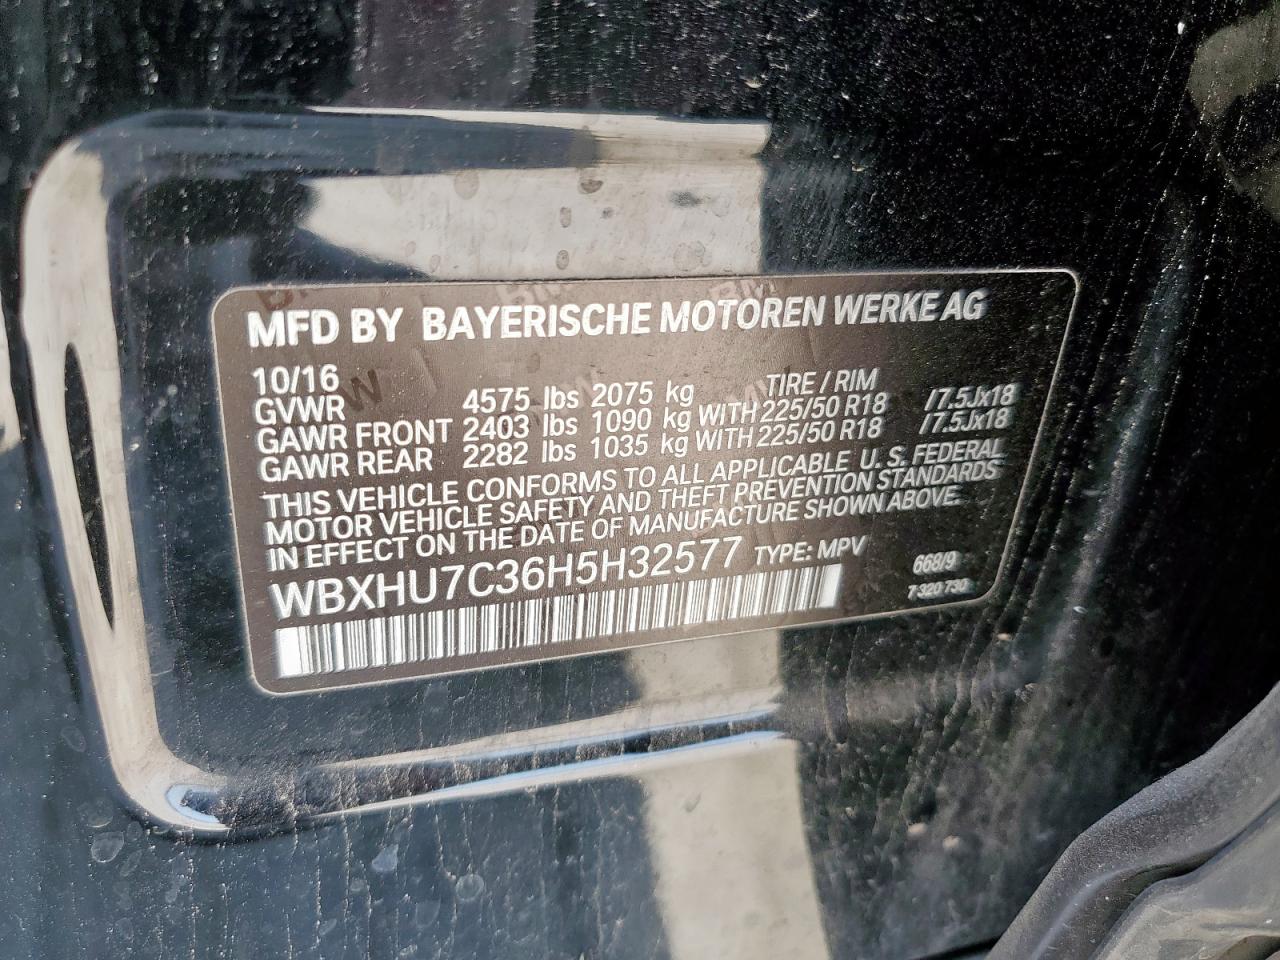 MFD BY BAYERISCHE MOTOREN WERKE AG
10/16 TIRE / RIM
GVWR 4575 lbs 2075 kg
GAWR FRONT 2403 lbs 1090 kg WITH 225/50 R18 /7.5Jx18
GAWR REAR 2282 lbs 1035 kg WITH 225/50 R18 /7.5Jx18
THIS VEHICLE CONFORMS TO ALL APPLICABLE U. S. FEDERAL
MOTOR VEHICLE SAFETY AND THEFT PREVENTION STANDARDS
IN EFFECT ON THE DATE OF MANUFACTURE SHOWN ABOVE.
WBXHU7C36H5H32577 TYPE: MPV 668/9
7 320 730